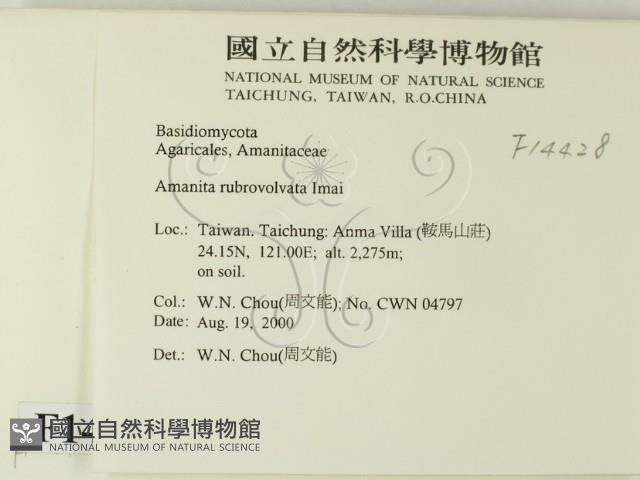 國立自然科學博物館
NATIONAL MUSEUM OF NATURAL SCIENCE
TAICHUNG, TAIWAN, R.O.CHINA
F14428
Basidiomycota
Agaricales, Amanitaceae
Amanita rubrovolvata Imai
Loc.: Taiwan. Taichung: Anma Villa (鞍馬山莊)
24.15N, 121.00E; alt. 2,275m;
on soil.
Col.: W.N. Chou(周文能); No. CWN 04797
Date: Aug. 19, 2000
Det.: W.N. Chou(周文能)
F14
國立自然科學博物館
NATIONAL MUSEUM OF NATURAL SCIENCE